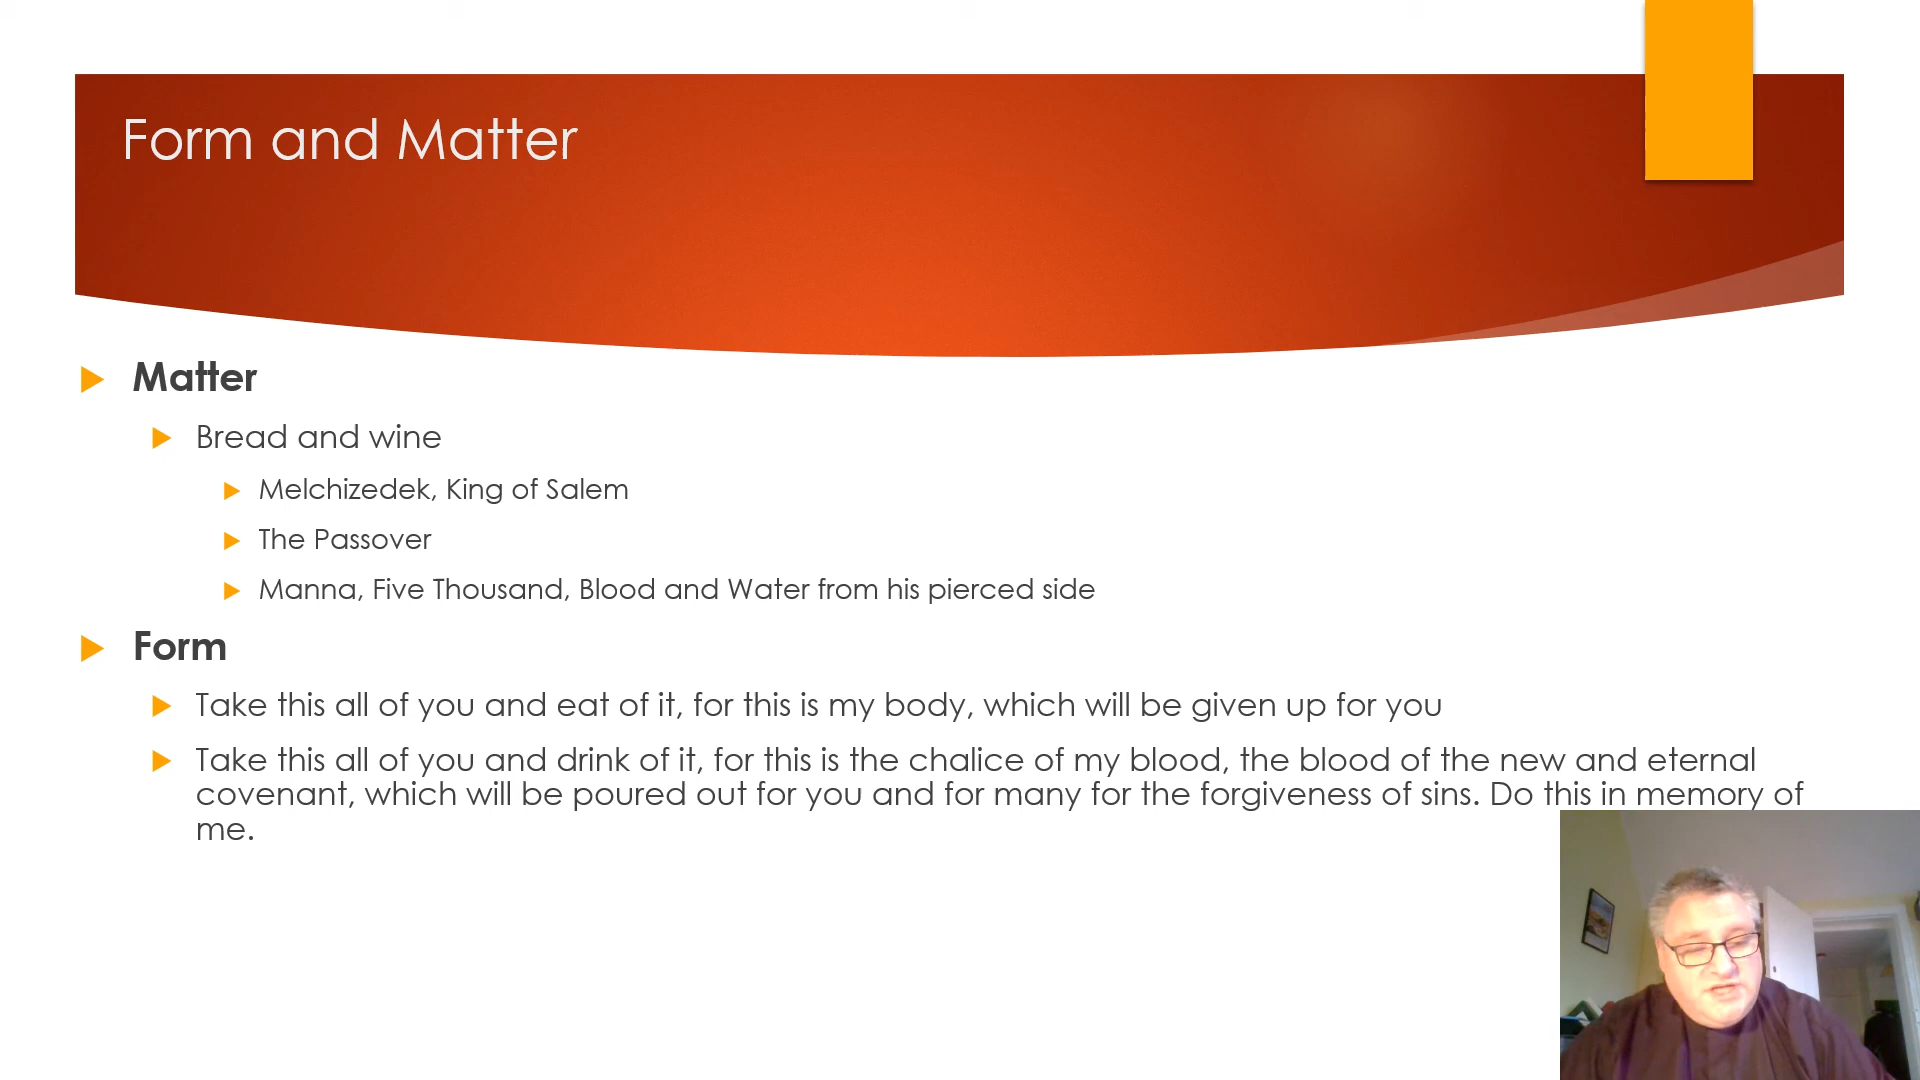 Form and Matter
Matter
Bread and wine
Melchizedek, King of Salem
The Passover
Manna, Five Thousand, Blood and Water from his pierced side
Form
Take this all of you and eat of it, for this is my body, which will be given up for you
Take this all of you and drink of it, for this is the chalice of my blood, the blood of the new and eternal
covenant, which will be poured out for you and for many for the forgiveness of sins. Do this in memory of
me.